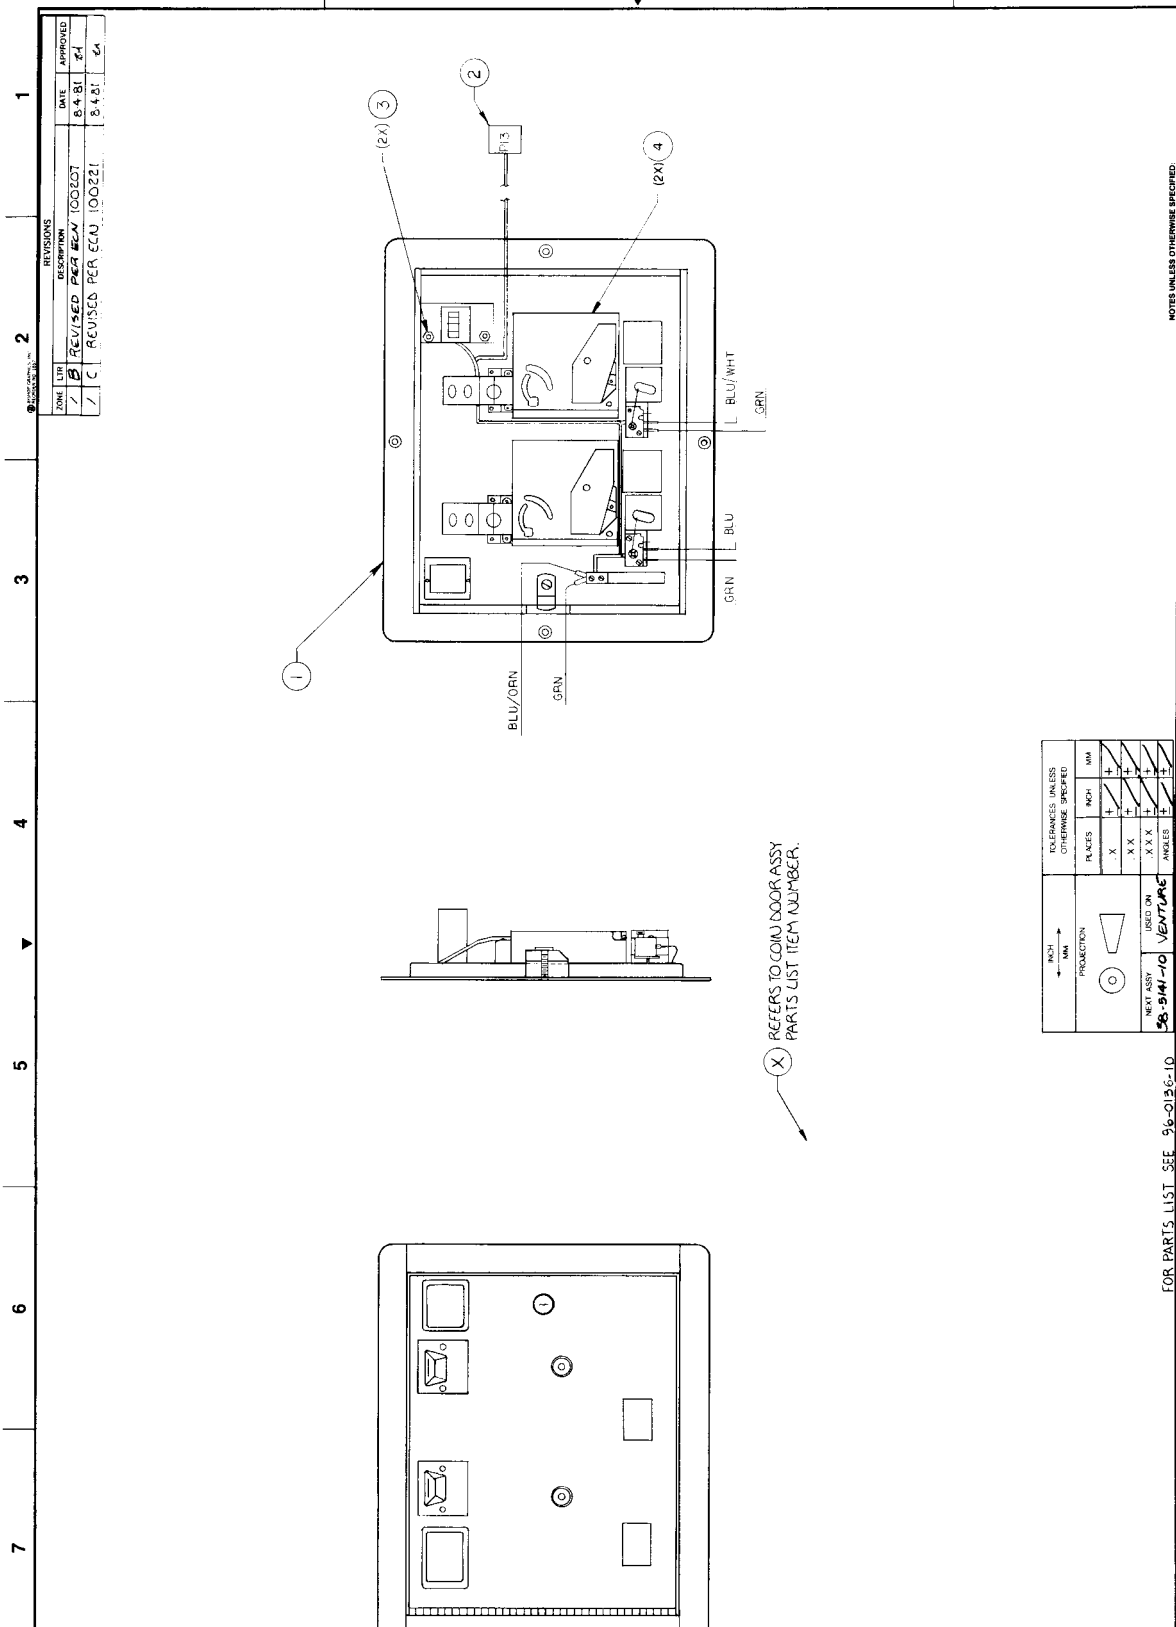 REVISIONS
ZONE LTR DESCRIPTION DATE APPROVED
/ B REVISED PER ECN 100207 8·4·81
/ C REVISED PER ECN 100221 8·4·81
1
2
3
4
5
6
7
(2X) 3
2
P13
(2X) 4
1
BLU/ORN
GRN
GRN
BLU
BLU/WHT
GRN
X REFERS TO COIN DOOR ASSY
PARTS LIST ITEM NUMBER.
NOTES UNLESS OTHERWISE SPECIFIED:
INCH
MM
PROJECTION
NEXT ASSY USED ON
58-5141-10 VENTURE
TOLERANCES UNLESS
OTHERWISE SPECIFIED
PLACES INCH MM
.X + +
.XX + +
.XXX + +
ANGLES + +
FOR PARTS LIST SEE 96-0136-10